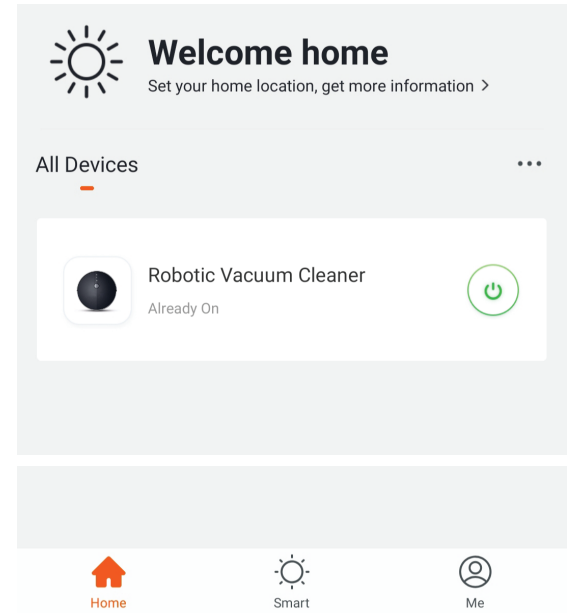 Welcome home
Set your home location, get more information >
All Devices
Robotic Vacuum Cleaner
Already On
Home
Smart
Me